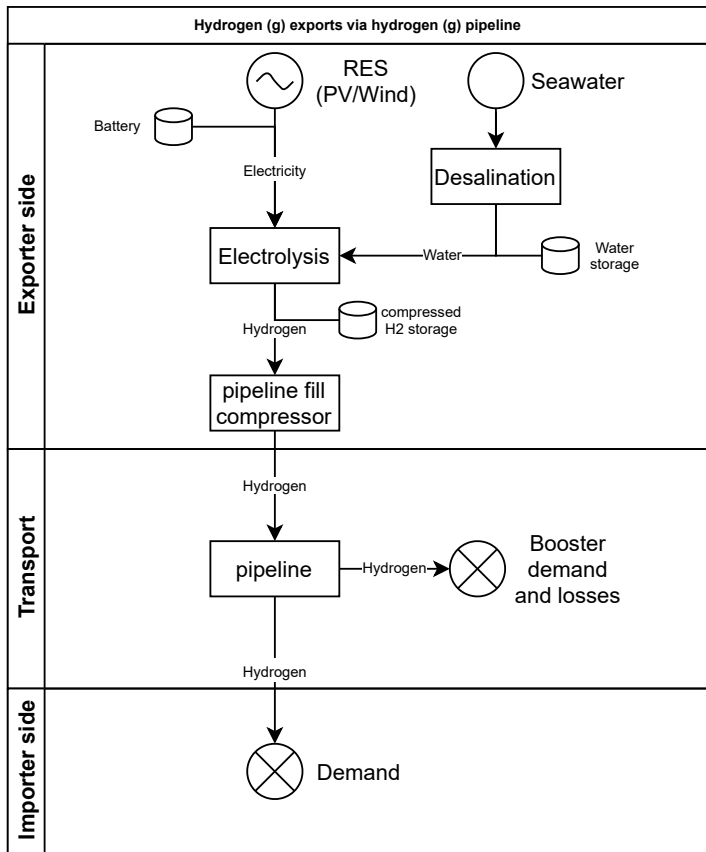 Hydrogen (g) exports via hydrogen (g) pipeline
Exporter side
RES
(PV/Wind)
Seawater
Battery
Electricity
Desalination
Electrolysis
Water
Water
storage
compressed
H2 storage
Hydrogen
pipeline fill
compressor
Transport
Hydrogen
pipeline
Hydrogen
Booster
demand
and losses
Hydrogen
Importer side
Demand